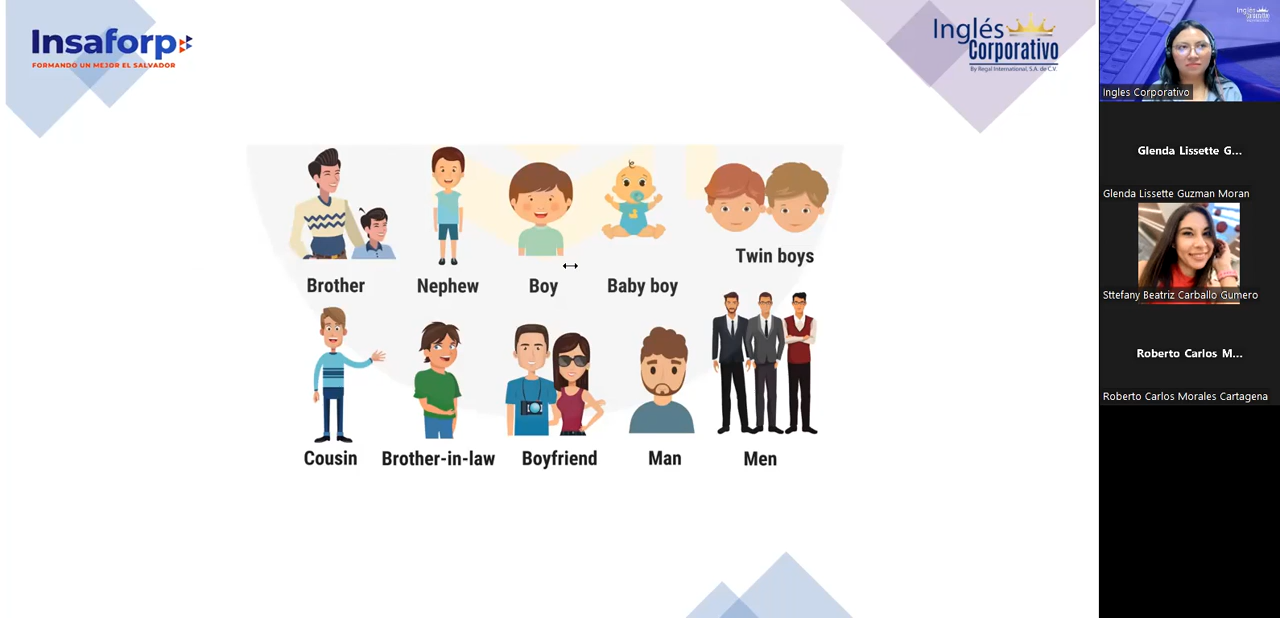 Insaforp
FORMANDO UN MEJOR EL SALVADOR
Inglés
Corporativo
By Regal International, S.A. de C.V.
Brother
Nephew
Boy
Baby boy
Twin boys
Cousin
Brother-in-law
Boyfriend
Man
Men
Inglés
Corporativo
Ingles Corporativo
Glenda Lissette G...
Glenda Lissette Guzman Moran
Sttefany Beatriz Carballo Gumero
Roberto Carlos M...
Roberto Carlos Morales Cartagena